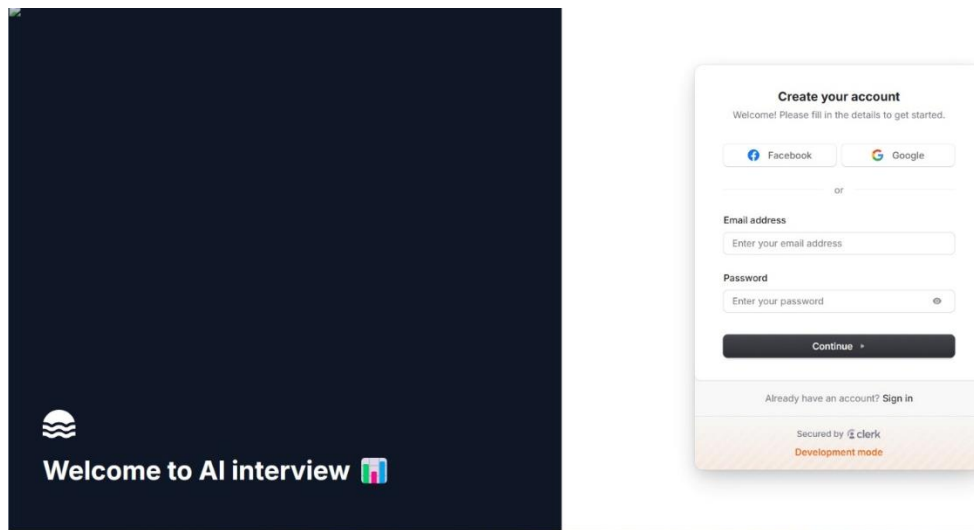 Welcome to AI interview
Create your account
Welcome! Please fill in the details to get started.
Facebook
Google
or
Email address
Enter your email address
Password
Enter your password
Continue
Already have an account? Sign in
Secured by clerk
Development mode